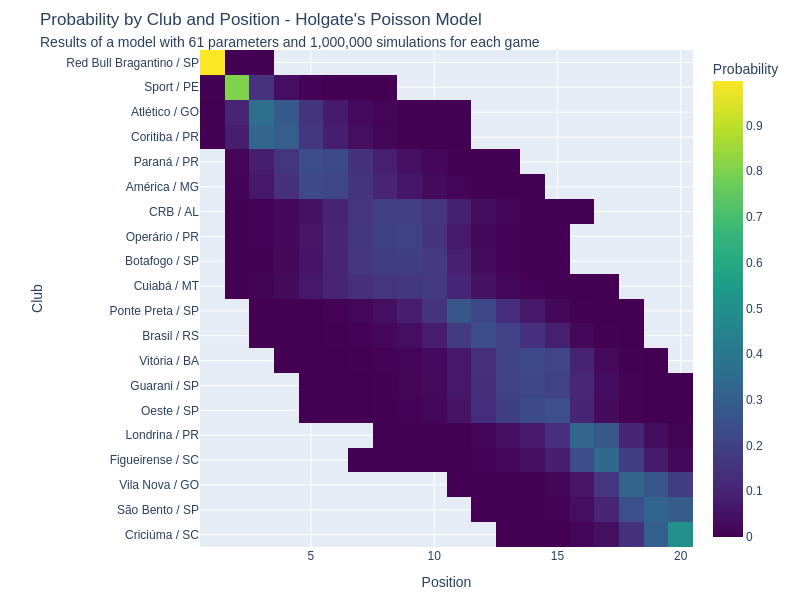 Probability by Club and Position - Holgate's Poisson Model
Results of a model with 61 parameters and 1,000,000 simulations for each game
Probability
Club
Red Bull Bragantino / SP
Sport / PE
Atlético / GO
Coritiba / PR
Paraná / PR
América / MG
CRB / AL
Operário / PR
Botafogo / SP
Cuiabá / MT
Ponte Preta / SP
Brasil / RS
Vitória / BA
Guarani / SP
Oeste / SP
Londrina / PR
Figueirense / SC
Vila Nova / GO
São Bento / SP
Criciúma / SC
0.9
0.8
0.7
0.6
0.5
0.4
0.3
0.2
0.1
0
5
10
15
20
Position